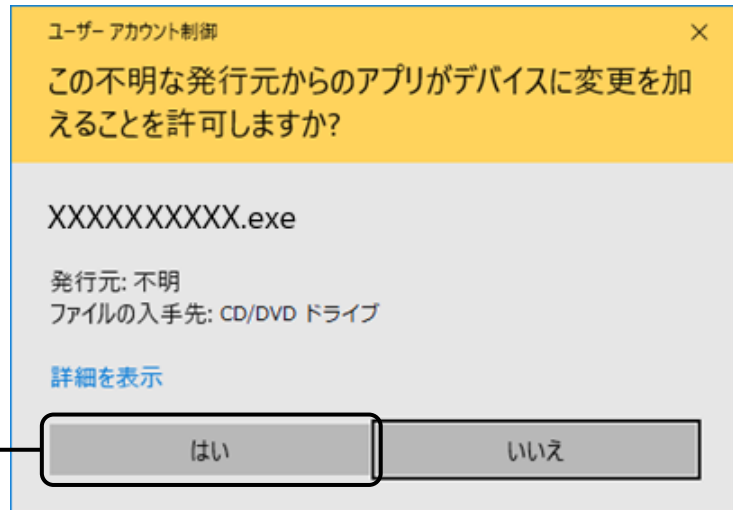 ユーザー アカウント制御
この不明な発行元からのアプリがデバイスに変更を加
えることを許可しますか?
XXXXXXXXXX.exe
発行元: 不明
ファイルの入手先: CD/DVD ドライブ
詳細を表示
はい
いいえ